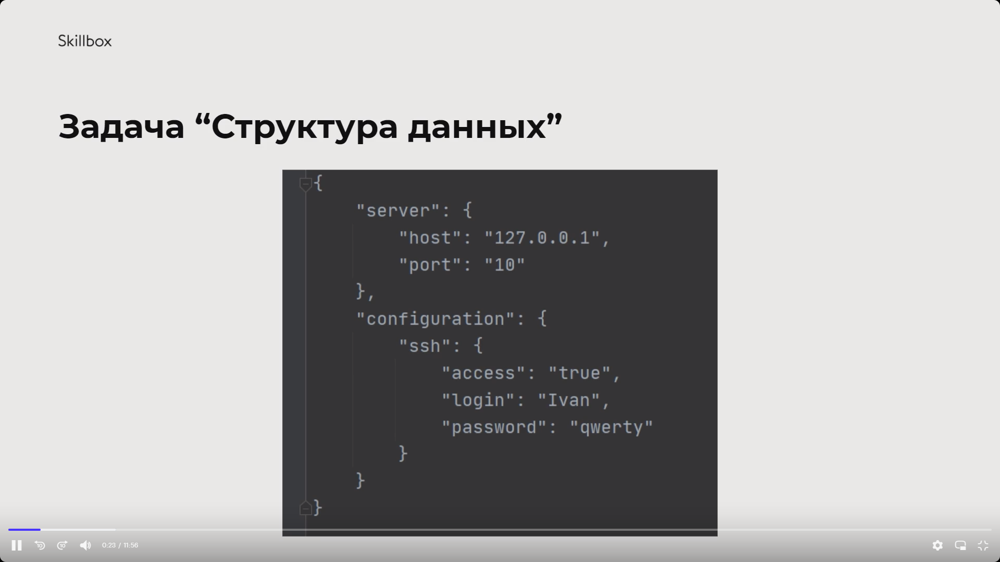 Skillbox
Задача “Структура данных”
{
"server": {
"host": "127.0.0.1",
"port": "10"
},
"configuration": {
"ssh": {
"access": "true",
"login": "Ivan",
"password": "qwerty"
}
}
}
10 10 0:23 / 11:56